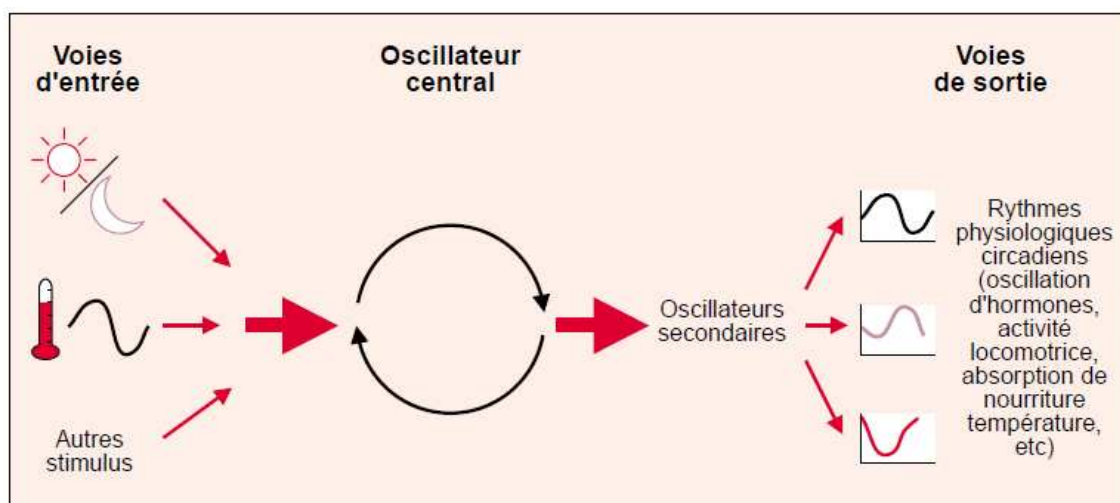 Voies
d'entrée
Oscillateur
central
Voies
de sortie
Autres
stimulus
Oscillateurs
secondaires
Rythmes
physiologiques
circadiens
(oscillation
d'hormones,
activité
locomotrice,
absorption de
nourriture
température,
etc)